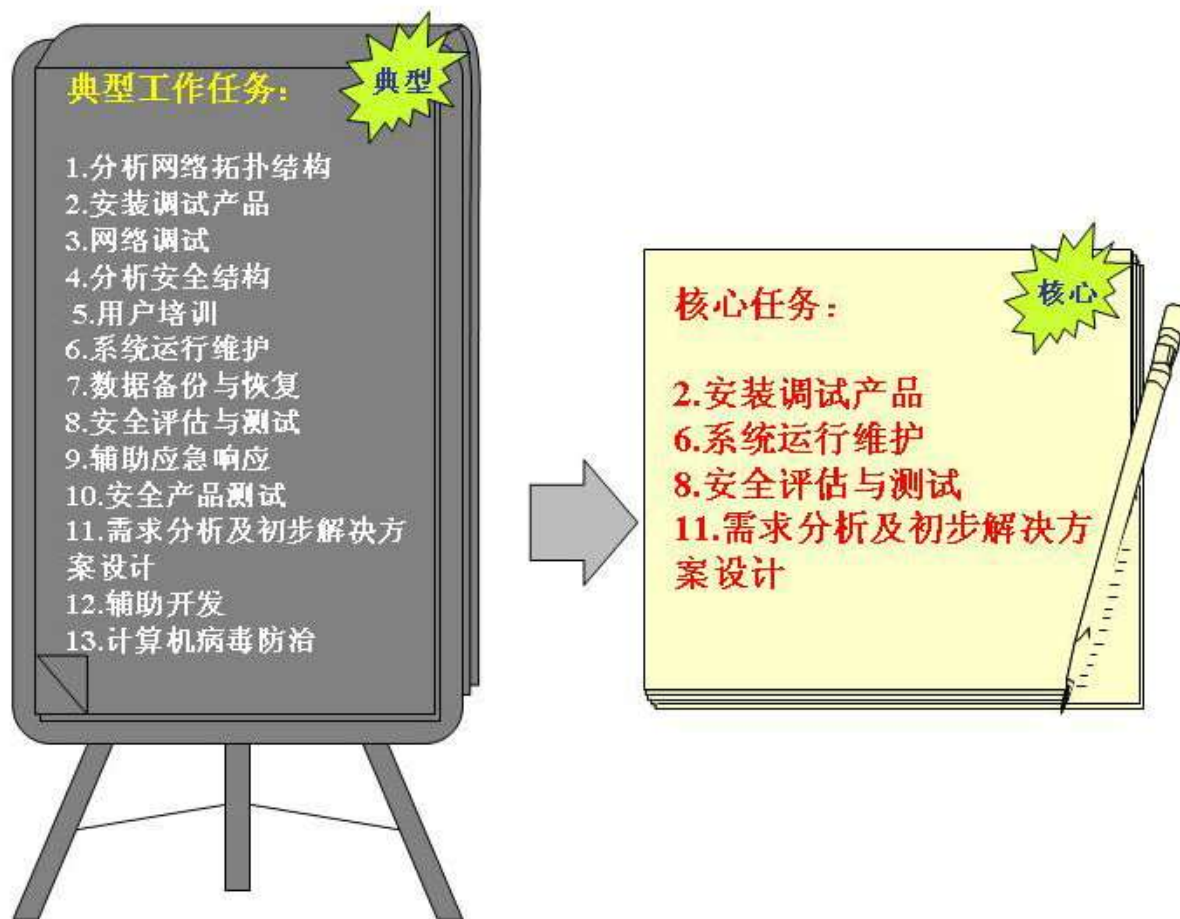 典型
典型工作任务：
1.分析网络拓扑结构
2.安装调试产品
3.网络调试
4.分析安全结构
5.用户培训
6.系统运行维护
7.数据备份与恢复
8.安全评估与测试
9.辅助应急响应
10.安全产品测试
11.需求分析及初步解决方
案设计
12.辅助开发
13.计算机病毒防治
核心
核心任务：
2.安装调试产品
6.系统运行维护
8.安全评估与测试
11.需求分析及初步解决方
案设计